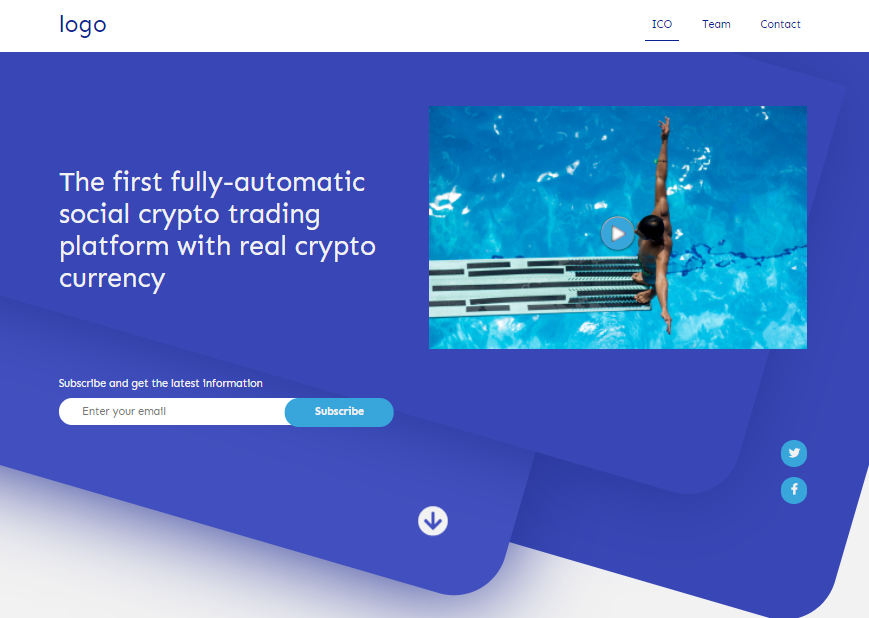 logo
ICO
Team
Contact
The first fully-automatic
social crypto trading
platform with real crypto
currency
Subscribe and get the latest information
Enter your email
Subscribe